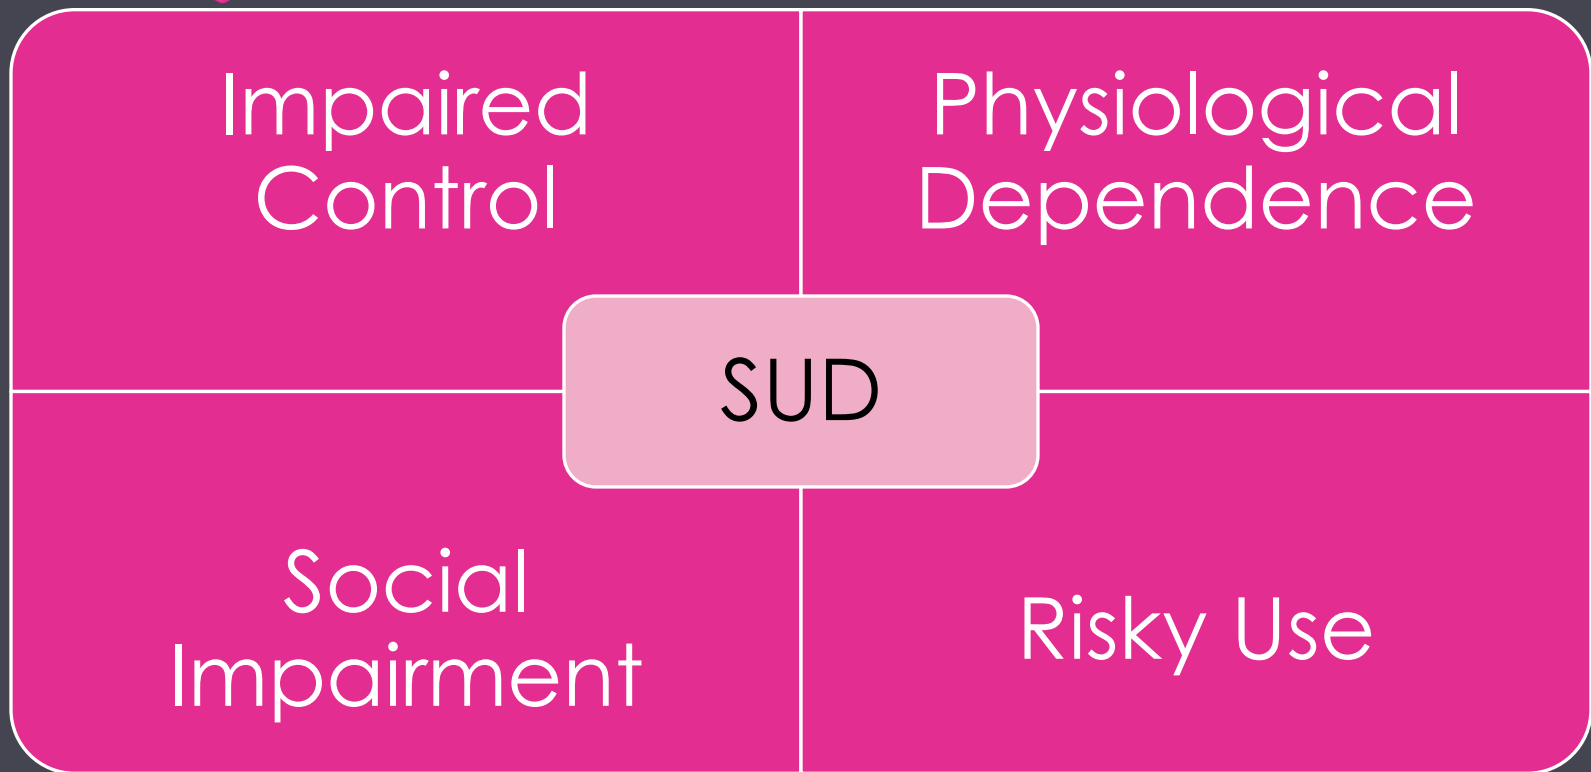 Impaired
Control
Physiological
Dependence
SUD
Social
Impairment
Risky Use